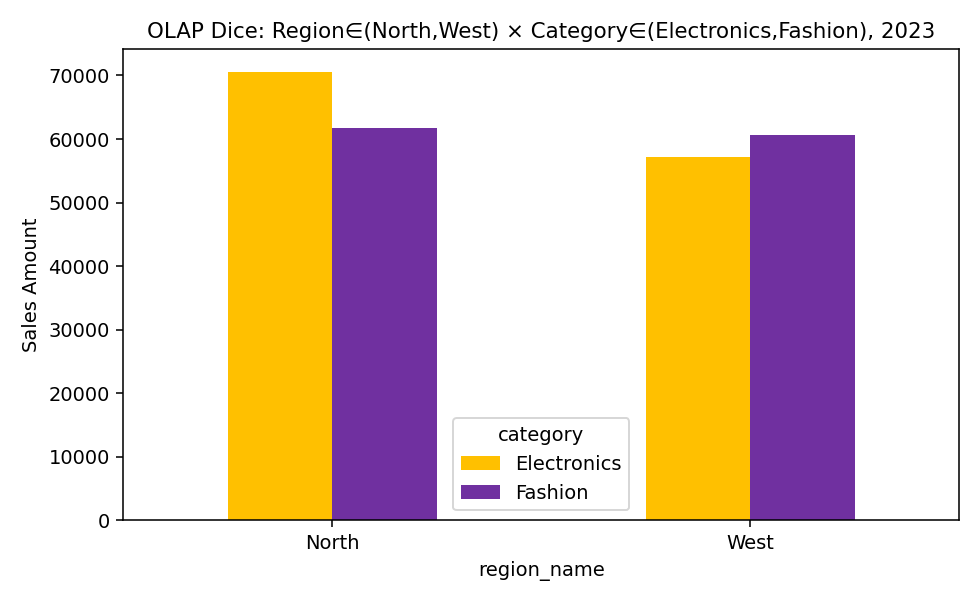 OLAP Dice: Region∈(North,West) × Category∈(Electronics,Fashion), 2023
70000
60000
50000
40000
30000
20000
10000
0
Sales Amount
category
Electronics
Fashion
North
West
region_name